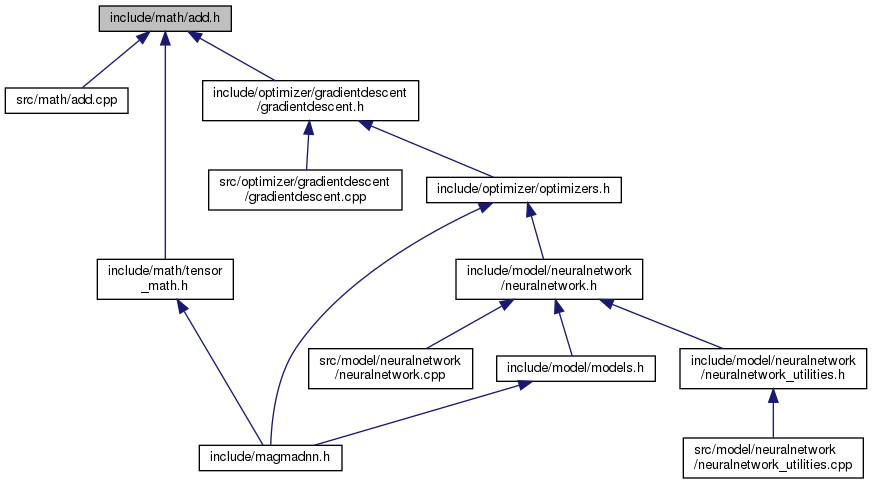 include/math/add.h
src/math/add.cpp
include/optimizer/gradientdescent
/gradientdescent.h
src/optimizer/gradientdescent
/gradientdescent.cpp
include/optimizer/optimizers.h
include/math/tensor
_math.h
include/model/neuralnetwork
/neuralnetwork.h
src/model/neuralnetwork
/neuralnetwork.cpp
include/model/models.h
include/model/neuralnetwork
/neuralnetwork_utilities.h
include/magmadnn.h
src/model/neuralnetwork
/neuralnetwork_utilities.cpp